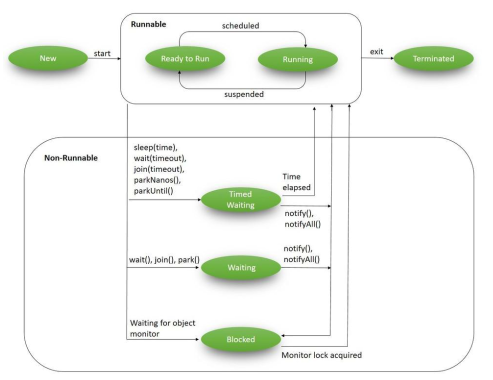 Runnable
scheduled
New
start
Ready to Run
Running
exit
Terminated
suspended
Non-Runnable
sleep(time),
wait(timeout),
join(timeout),
parkNanos(),
parkUntil()
Timed
Waiting
Time
elapsed
notify(),
notifyAll()
wait(), join(), park()
Waiting
notify(),
notifyAll()
Waiting for object
monitor
Blocked
Monitor lock acquired